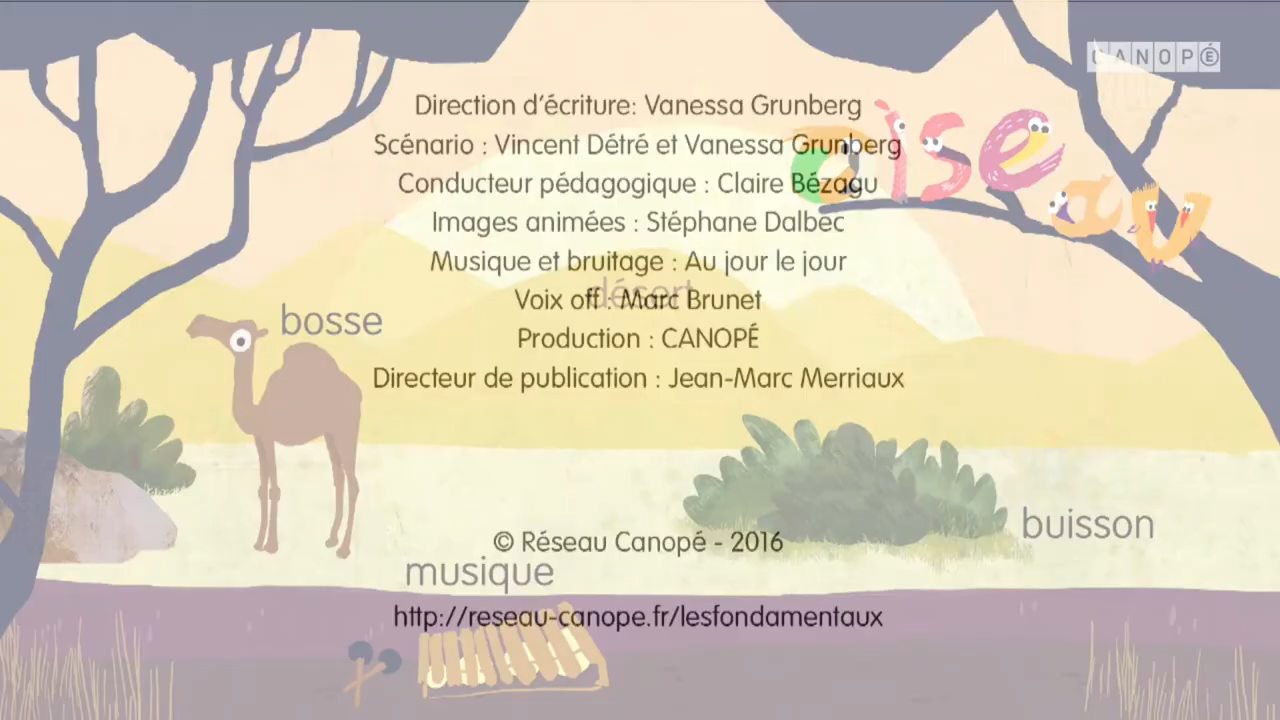 CANOPÉ
Direction d'écriture: Vanessa Grunberg
Scénario : Vincent Détré et Vanessa Grunberg
Conducteur pédagogique : Claire Bézagu
Images animées : Stéphane Dalbec
Musique et bruitage : Au jour le jour
Voix off : Marc Brunet
Production : CANOPÉ
Directeur de publication : Jean-Marc Merriaux
oiseau
désert
bosse
buisson
© Réseau Canopé - 2016
musique
http://reseau-canope.fr/lesfondamentaux